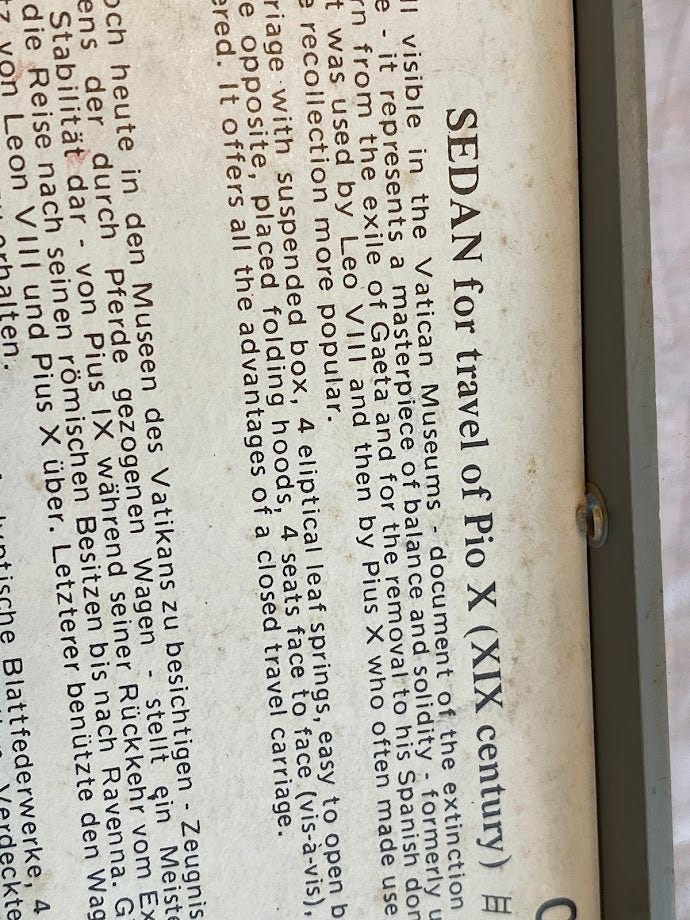 SEDAN for travel of Pio X (XIX century)
visible in the Vatican Museums - document of the extinction
e - it represents a masterpiece of balance and solidity - formerly u
rn from the exile of Gaeta and for the removal to his Spanish don
t was used by Leo VIII and then by Pius X who often made use
e recollection more popular.
riage with suspended box, 4 eliptical leaf springs, easy to open b
e opposite, placed folding hoods, 4 seats face to face (vis-à-vis),
ered. It offers all the advantages of a closed travel carriage.
och heute in den Museen des Vatikans zu besichtigen - Zeugnis
ens der durch Pferde gezogenen Wagen - stellt ein Meiste
Stabilität dar - von Pius IX während seiner Rückkehr vom Ex
die Reise nach seinen römischen Besitzen bis nach Ravenna. G
tz von Leon VIII und Pius X über. Letzterer benützte den Wag
erhalten.
Blattfederwerke, 4
Verdeckte